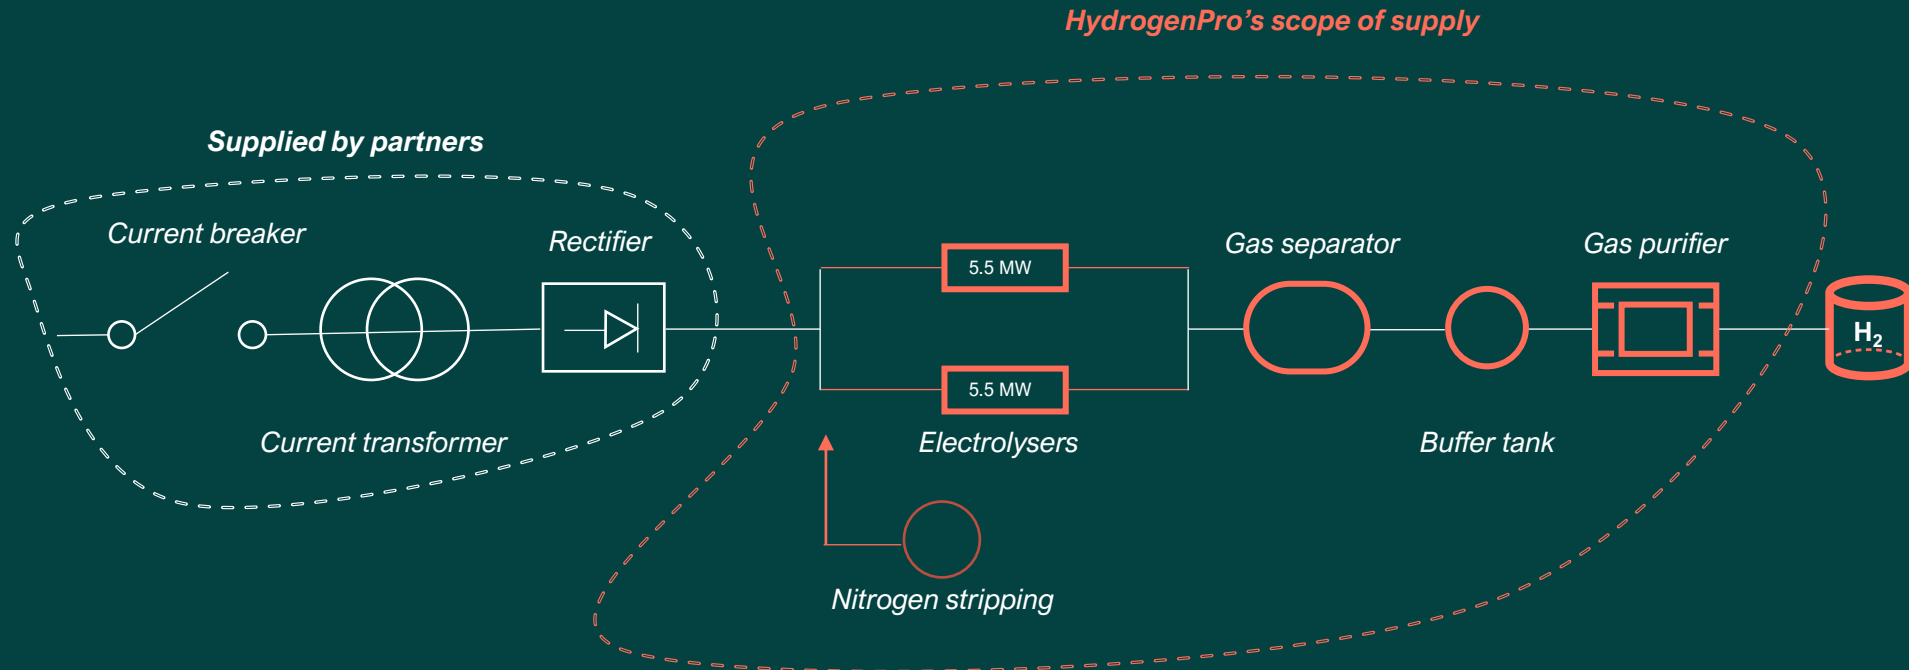 HydrogenPro’s scope of supply
Supplied by partners
Current breaker
Rectifier
Gas separator
Gas purifier
5.5 MW
H₂
5.5 MW
Current transformer
Electrolysers
Buffer tank
Nitrogen stripping